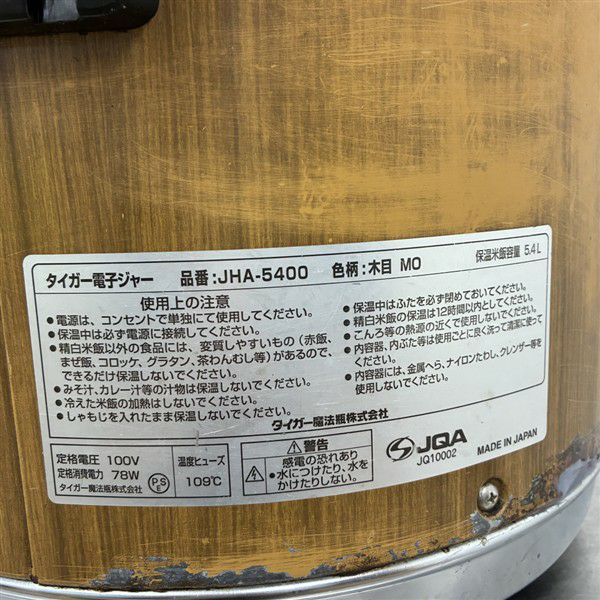 タイガー電子ジャー 品番:JHA-5400 色柄:木目 MO 保温米飯容量 5.4L
使用上の注意
●電源は、コンセントで単独にて使用してください。
●保温中は必ず電源に接続してください。
●精白米飯以外の食品には、変質しやすいもの(赤飯、
まぜ飯、コロッケ、グラタン、茶わんむし等)があるので、
できるだけ保温しないでください。
●みそ汁、カレー汁等の汁物は保温しないでください。
●冷えた米飯の加熱はしないでください。
●しゃもじを入れたまま保温しないでください。
●保温中はふたを必ず閉めておいてください。
●精白米飯の保温は12時間以内としてください。
●こんろ等の熱源の近くで使用しないでください。
●内容器、内ぶた等は使用ごとに良く洗って清潔に使って
ください。
●内容器には、金属へら、ナイロンたわし、クレンザー等を
使用しないでください。
タイガー魔法瓶株式会社
定格電圧 100V
定格消費電力 78W
タイガー魔法瓶株式会社
PSE
温度ヒューズ
109℃
⚠警告
感電の恐れあり
●水につけたり、水を
かけたりしない。
JQA
JQ10002
MADE IN JAPAN